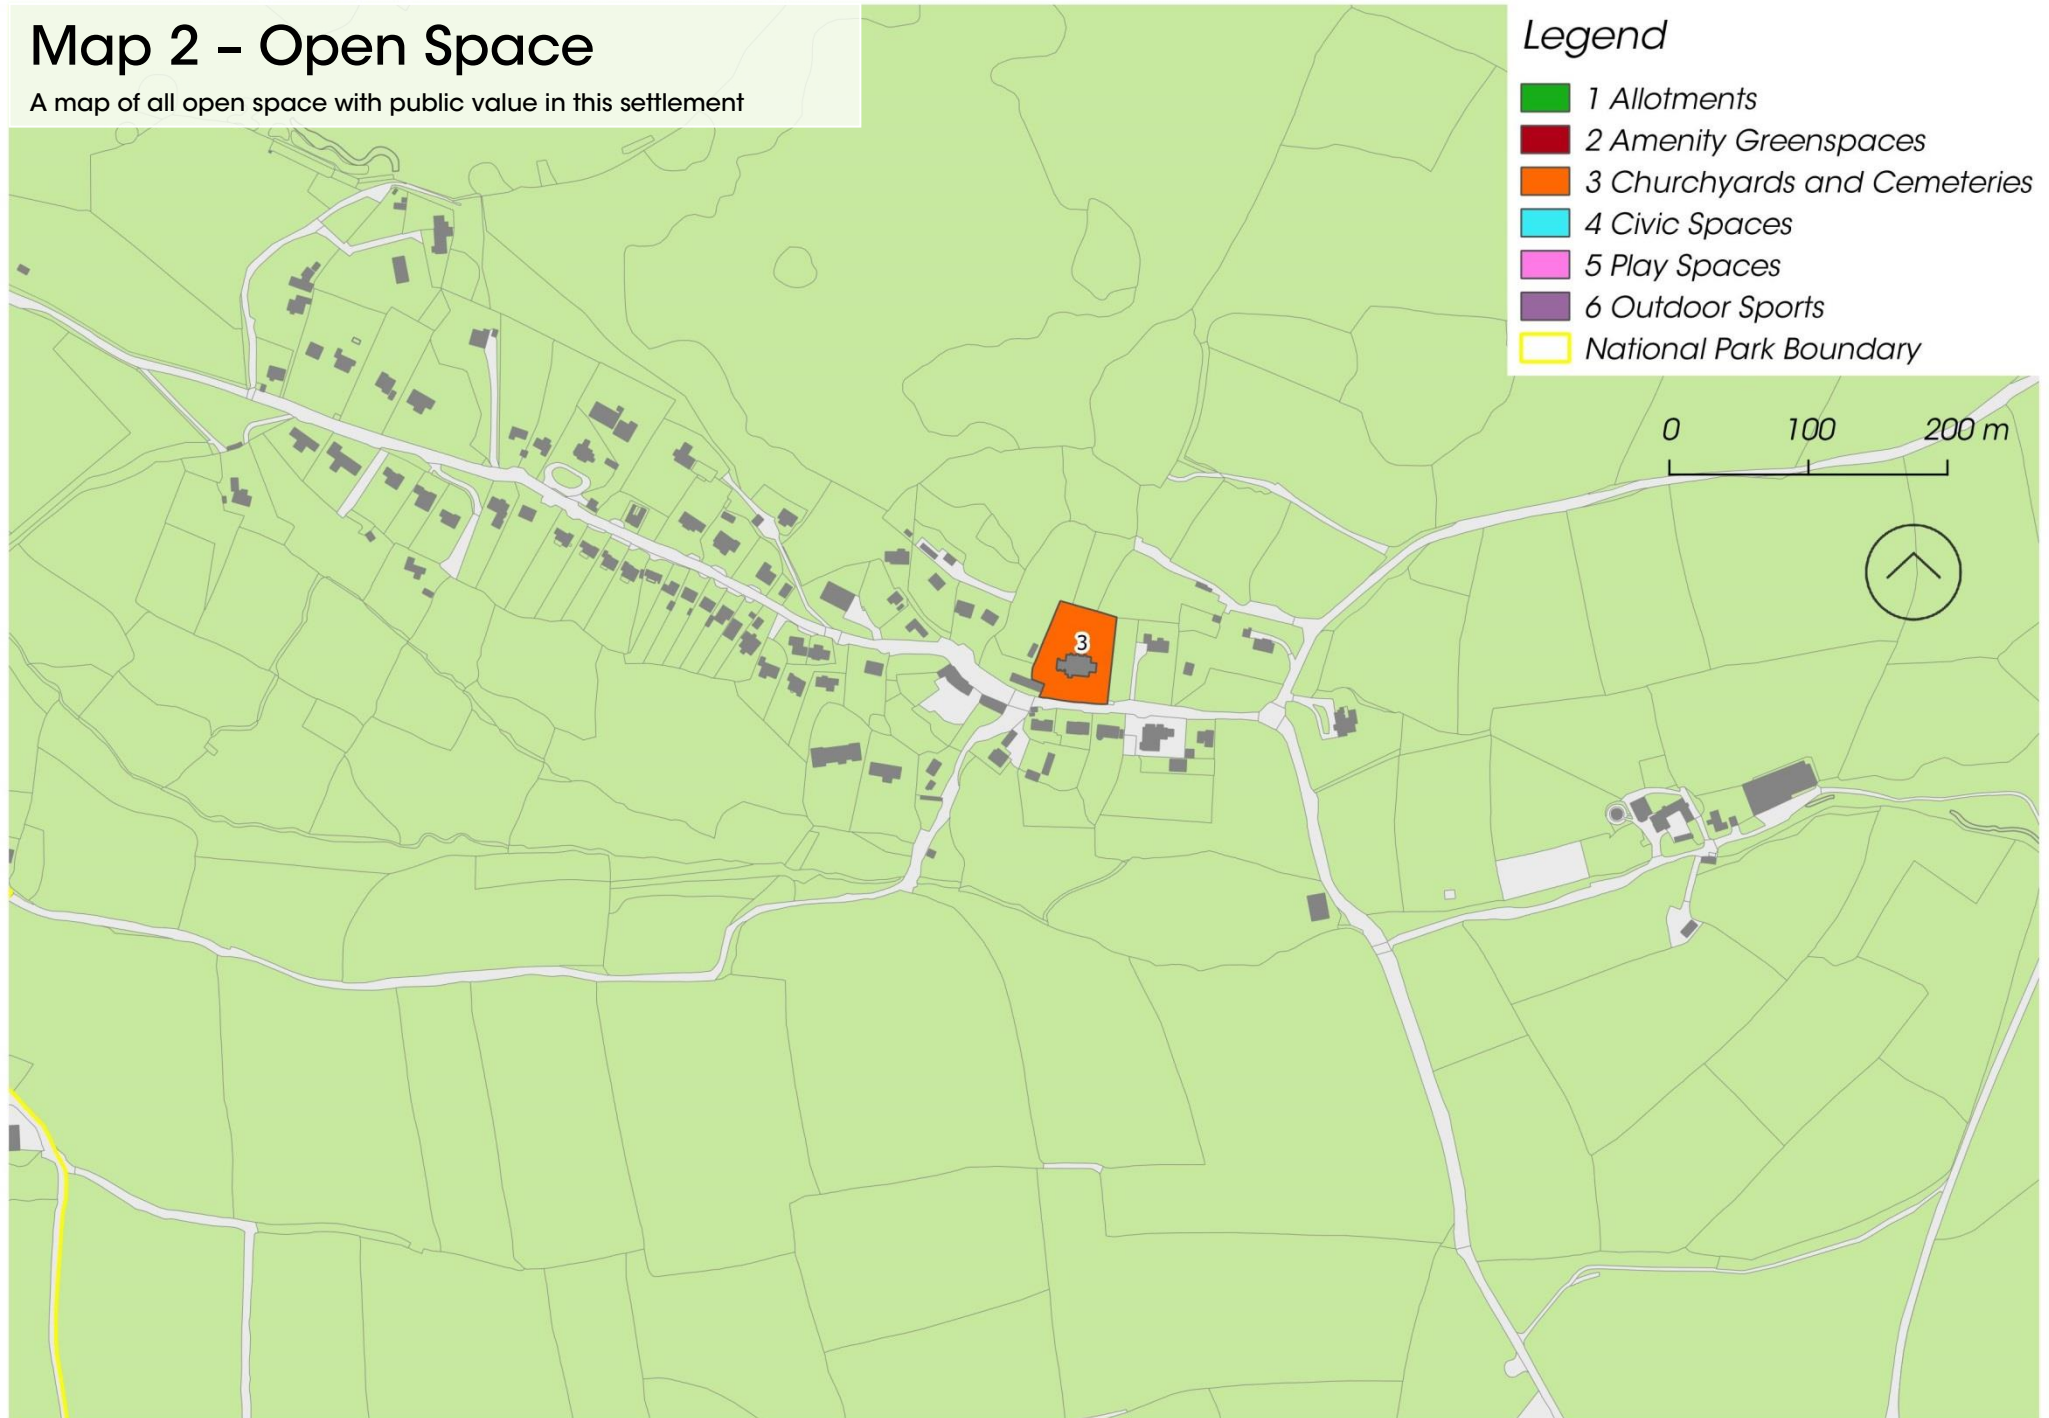 Map 2 – Open Space
A map of all open space with public value in this settlement
Legend
1 Allotments
2 Amenity Greenspaces
3 Churchyards and Cemeteries
4 Civic Spaces
5 Play Spaces
6 Outdoor Sports
National Park Boundary
0 100 200 m
3